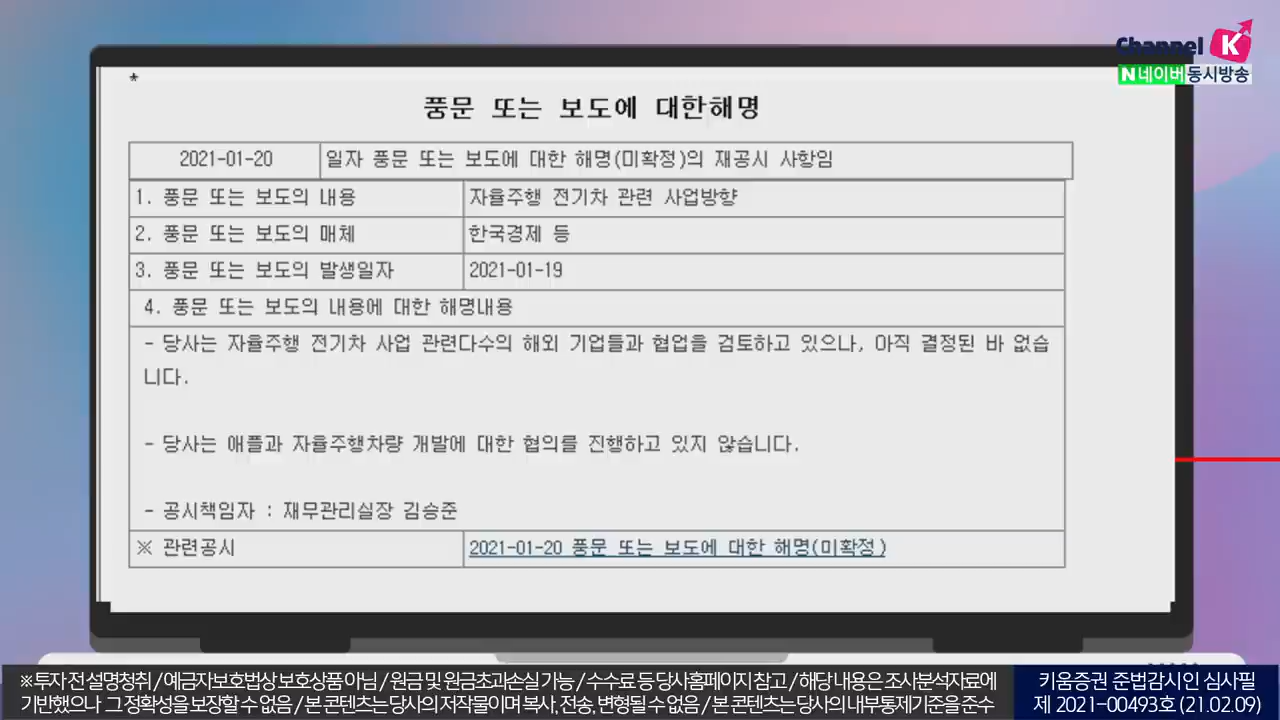 Channel K
N네이버동시방송
*
풍문 또는 보도에 대한해명
2021-01-20 일자 풍문 또는 보도에 대한 해명(미확정)의 재공시 사항임
1. 풍문 또는 보도의 내용 자율주행 전기차 관련 사업방향
2. 풍문 또는 보도의 매체 한국경제 등
3. 풍문 또는 보도의 발생일자 2021-01-19
4. 풍문 또는 보도의 내용에 대한 해명내용
- 당사는 자율주행 전기차 사업 관련다수의 해외 기업들과 협업을 검토하고 있으나, 아직 결정된 바 없습
니다.
- 당사는 애플과 자율주행차량 개발에 대한 협의를 진행하고 있지 않습니다.
- 공시책임자 : 재무관리실장 김승준
※ 관련공시 2021-01-20 풍문 또는 보도에 대한 해명(미확정)
※ 투자 전 설명청취 / 예금자보호법상 보호상품 아님 / 원금 및 원금초과손실 가능 / 수수료 등 당사홈페이지 참고 / 해당 내용은 조사분석자료에
기반했으나 그 정확성을 보장할 수 없음 / 본 콘텐츠는 당사의 저작물이며 복사, 전송, 변형될 수 없음 / 본 콘텐츠는 당사의 내부통제기준을 준수
키움증권 준법감시인 심사필
제 2021-00493호 (21.02.09)